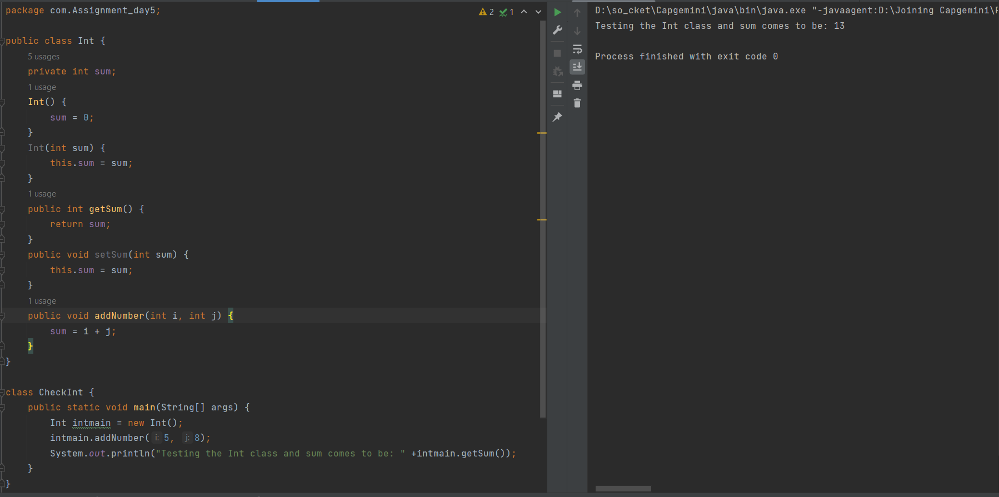 package com.Assignment_day5;
2 1
public class Int {
5 usages
private int sum;
1 usage
Int() {
sum = 0;
}
Int(int sum) {
this.sum = sum;
}
1 usage
public int getSum() {
return sum;
}
public void setSum(int sum) {
this.sum = sum;
}
1 usage
public void addNumber(int i, int j) {
sum = i + j;
}
}
class CheckInt {
public static void main(String[] args) {
Int intmain = new Int();
intmain.addNumber( i: 5, j: 8);
System.out.println("Testing the Int class and sum comes to be: " +intmain.getSum());
}
}
D:\so_cket\Capgemini\java\bin\java.exe "-javaagent:D:\Joining Capgemini\
Testing the Int class and sum comes to be: 13
Process finished with exit code 0